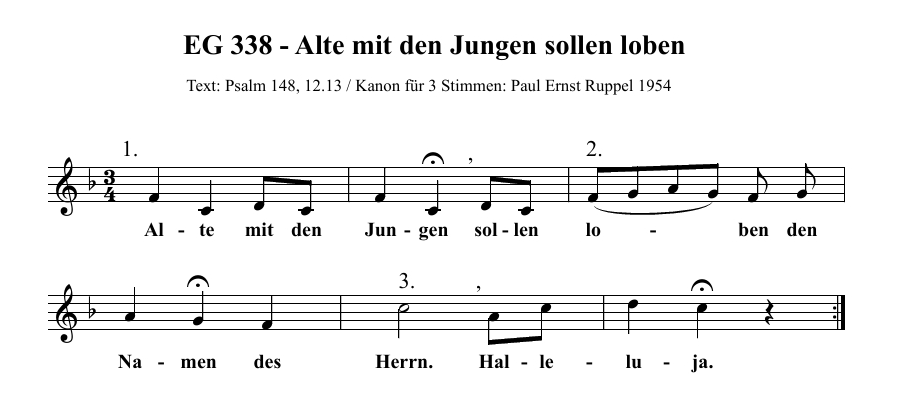 EG 338 - Alte mit den Jungen sollen loben
Text: Psalm 148, 12.13 / Kanon für 3 Stimmen: Paul Ernst Ruppel 1954
1. 2.
3
4
Al - te mit den Jun - gen sol - len lo - ben den
3.
Na - men des Herrn. Hal - le - lu - ja.